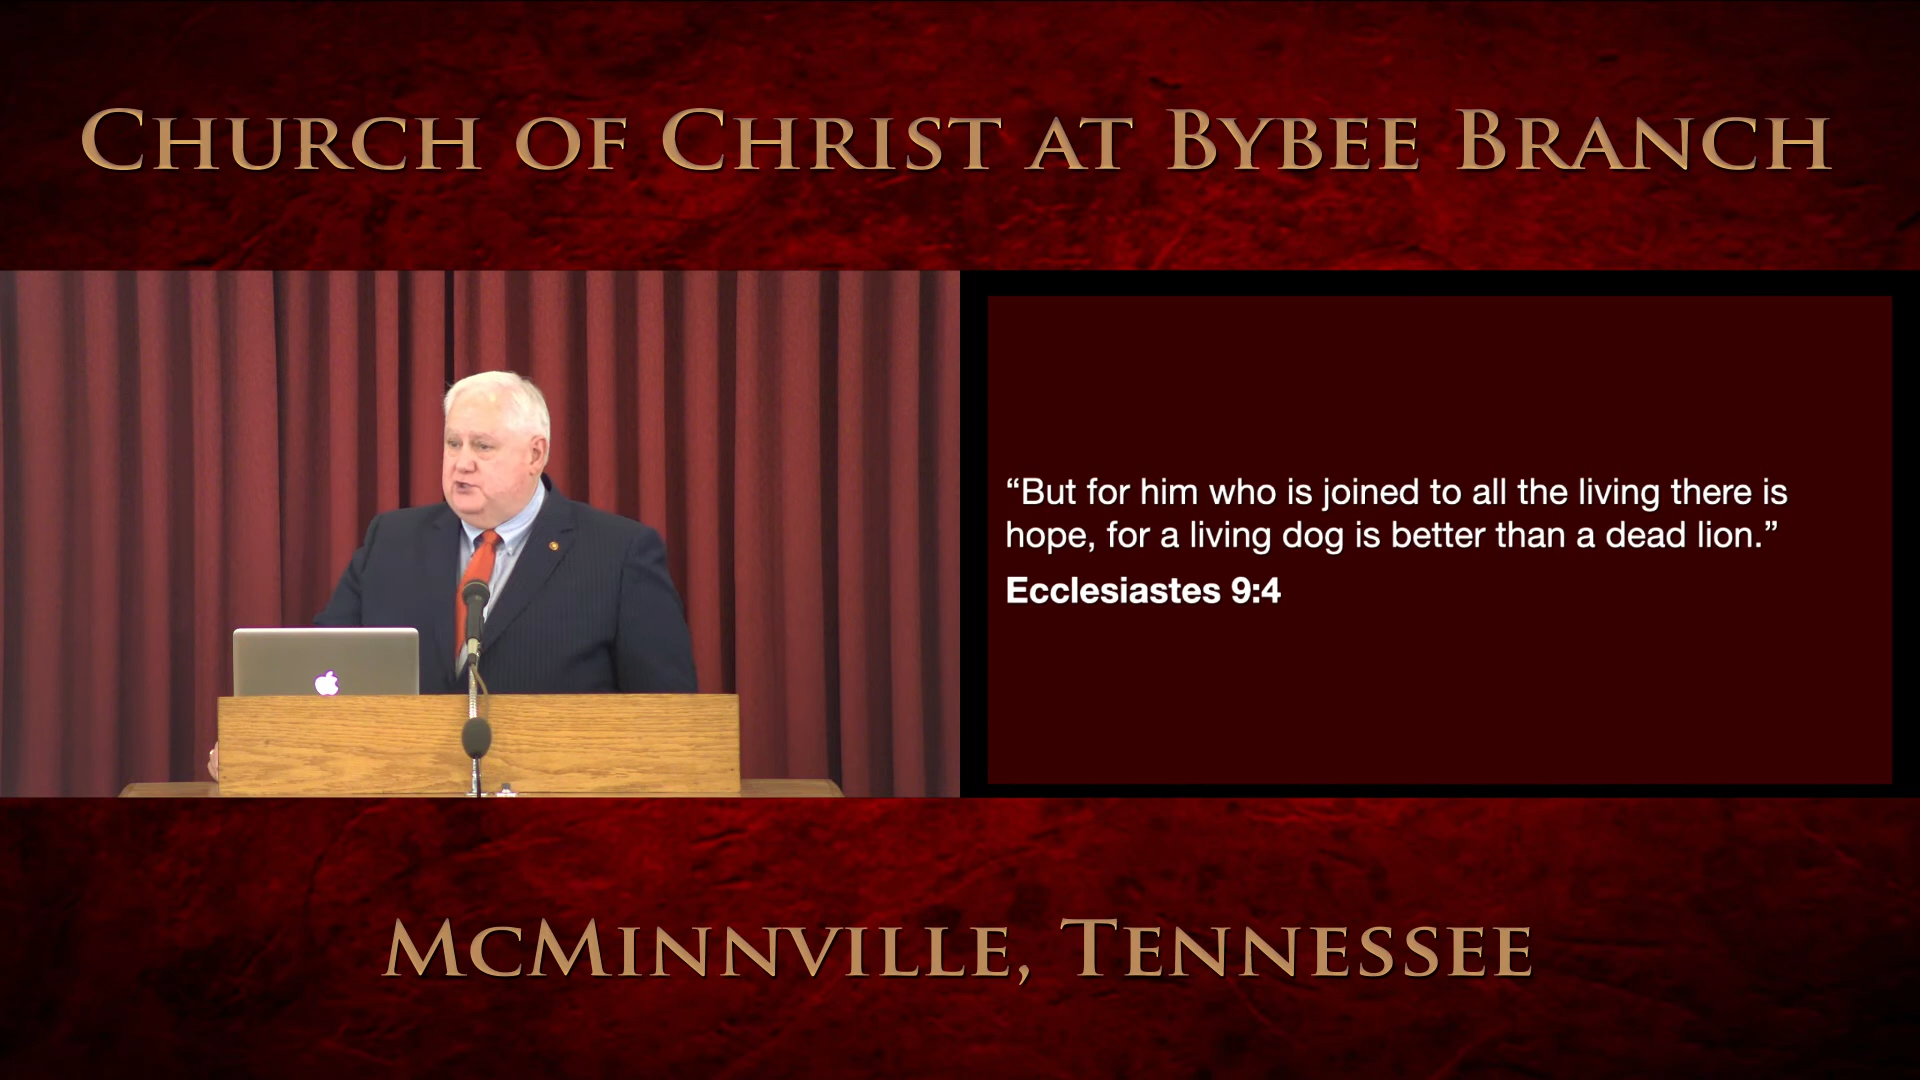 Church of Christ at Bybee Branch
“But for him who is joined to all the living there is
hope, for a living dog is better than a dead lion.”
Ecclesiastes 9:4
McMinnville, Tennessee